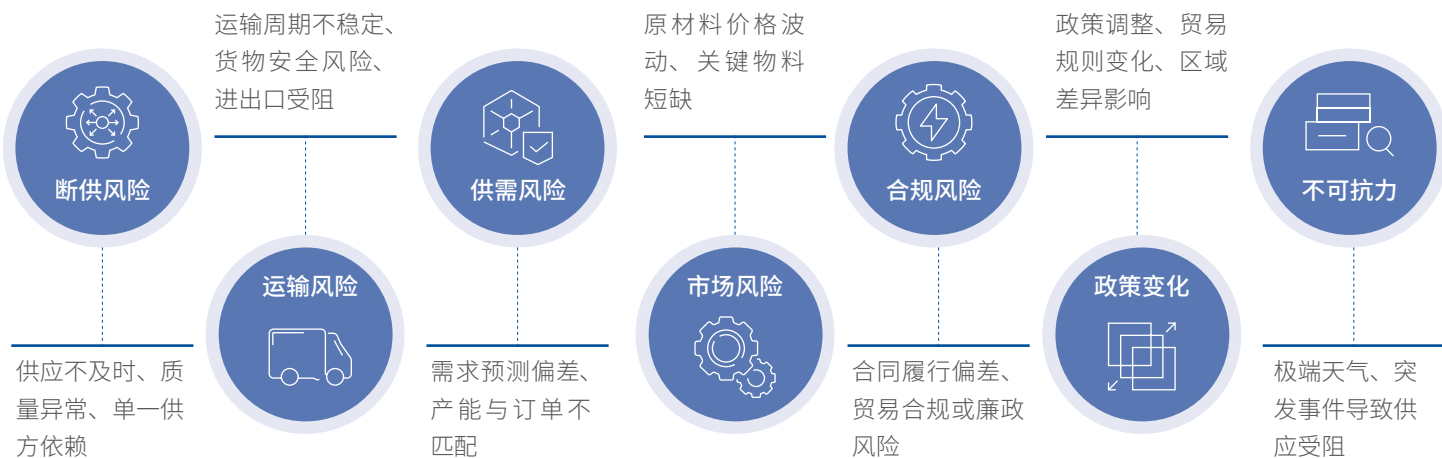 断供风险
供应不及时、质
量异常、单一供
方依赖
运输周期不稳定、
货物安全风险、
进出口受阻
运输风险
供需风险
需求预测偏差、
产能与订单不
匹配
原材料价格波
动、关键物料
短缺
市场风险
合规风险
合同履行偏差、
贸易合规或廉政
风险
政策调整、贸易
规则变化、区域
差异影响
政策变化
不可抗力
极端天气、突
发事件导致供
应受阻